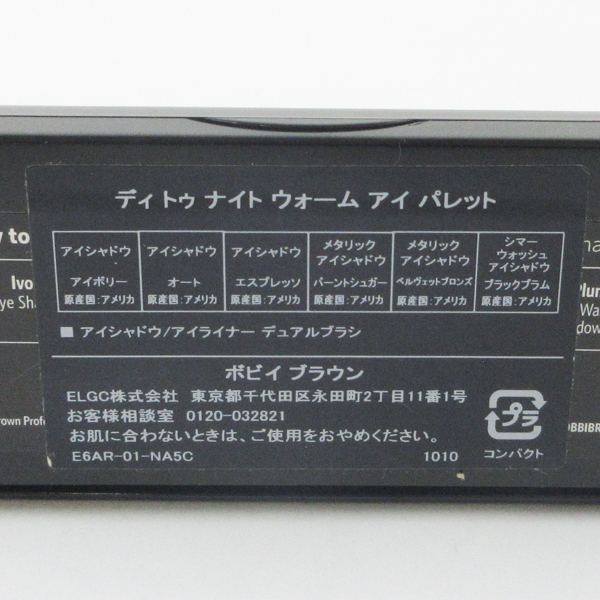 ディ トゥ ナイト ウォーム アイ パレット
アイシャドウ
アイボリー
原産国:アメリカ
アイシャドウ
オート
原産国:アメリカ
アイシャドウ
エスプレッソ
原産国:アメリカ
メタリック
アイシャドウ
バーントシュガー
原産国:アメリカ
メタリック
アイシャドウ
ベルヴェットブロンズ
原産国:アメリカ
シマー
ウォッシュ
アイシャドウ
ブラックプラム
原産国:アメリカ
■ アイシャドウ/アイライナー デュアルブラシ
ボビイ ブラウン
ELGC株式会社 東京都千代田区永田町2丁目11番1号
お客様相談室 0120-032821
お肌に合わないときは、ご使用をおやめください。
E6AR-01-NA5C 1010
プラ
コンパクト
y to
Ivo
ye Sha
rown Profe
ha
Plum
Wa
dow
OBBIBR